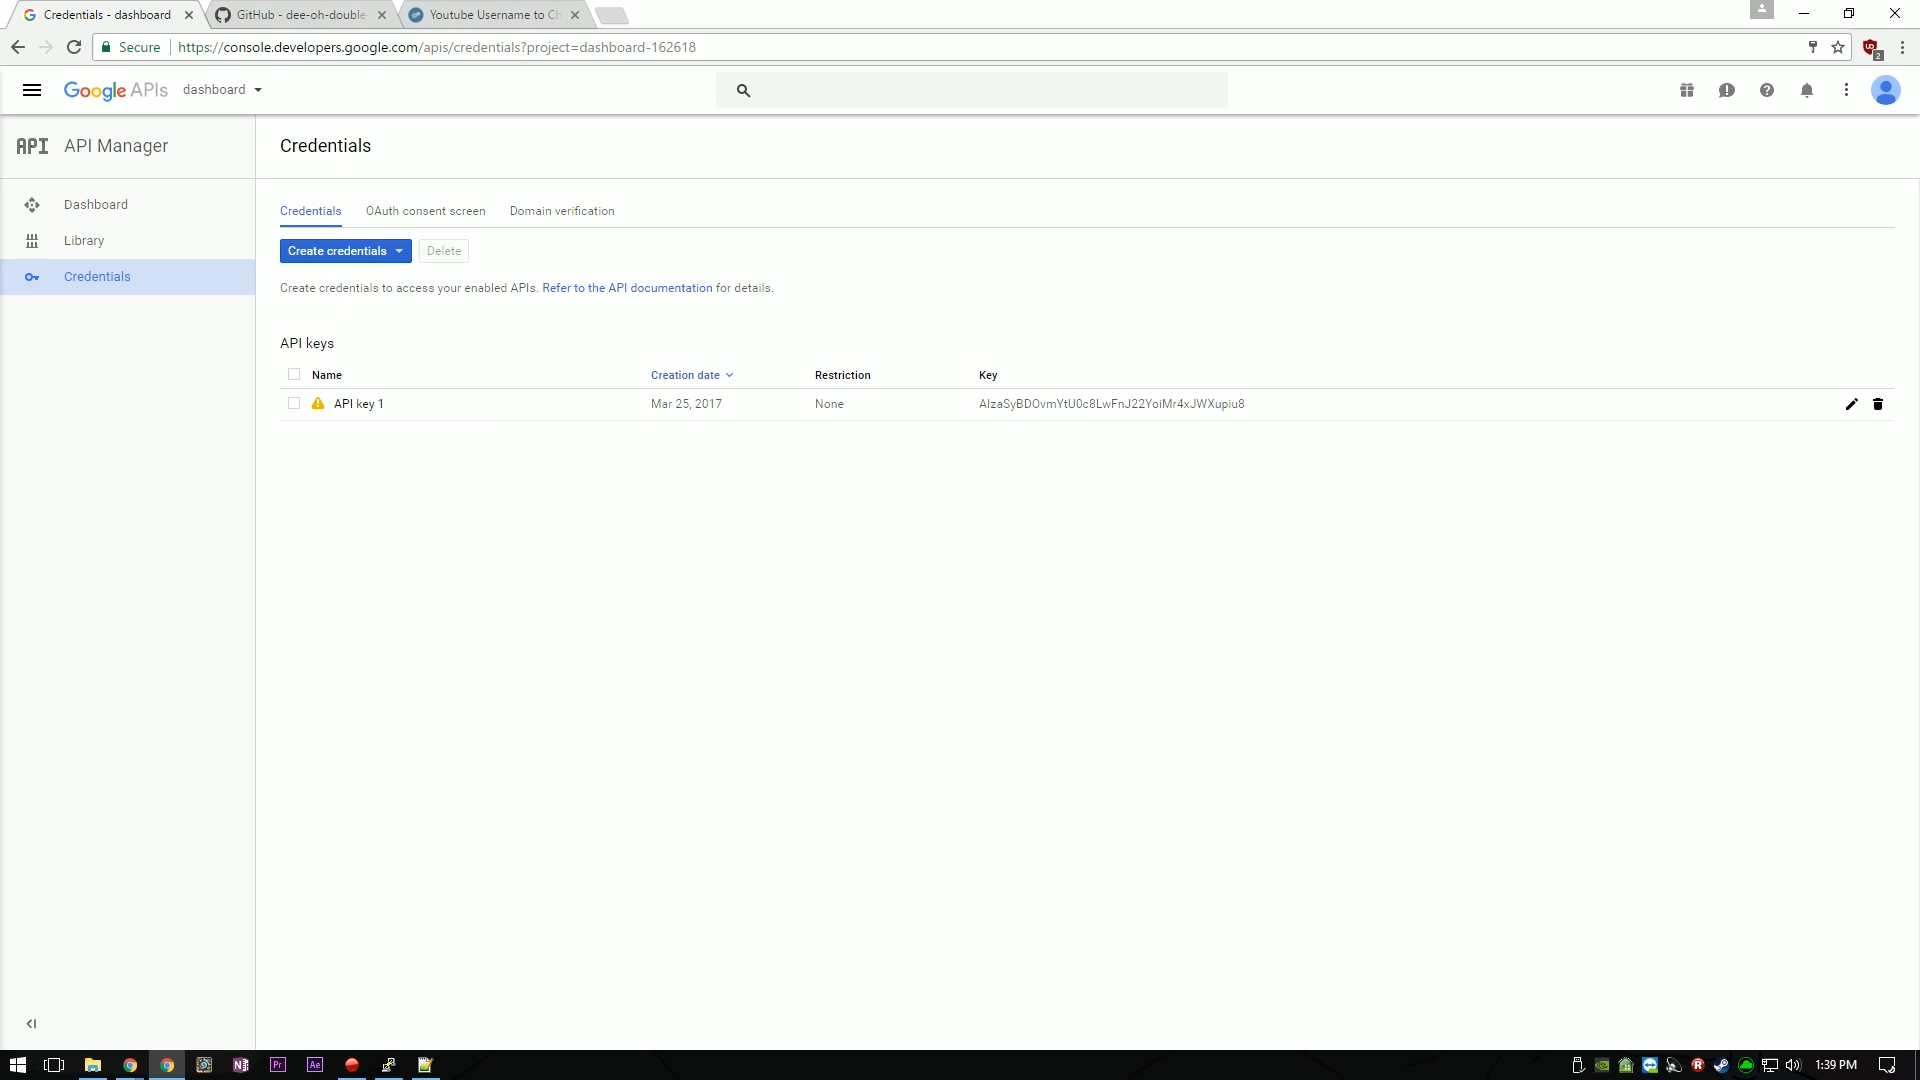 Credentials - dashboard
GitHub - dee-oh-double
Youtube Username to Ch
Secure
https://console.developers.google.com/apis/credentials?project=dashboard-162618
2
Google APIs
dashboard
API
API Manager
Credentials
Dashboard
Library
Credentials
Credentials
OAuth consent screen
Domain verification
Create credentials
Delete
Create credentials to access your enabled APIs. Refer to the API documentation for details.
API keys
Name
Creation date
Restriction
Key
API key 1
Mar 25, 2017
None
AIzaSyBDOvmYtU0c8LwFnJ22YoiMr4xJWXupiu8
N
Pr
Ae
R
1:39 PM